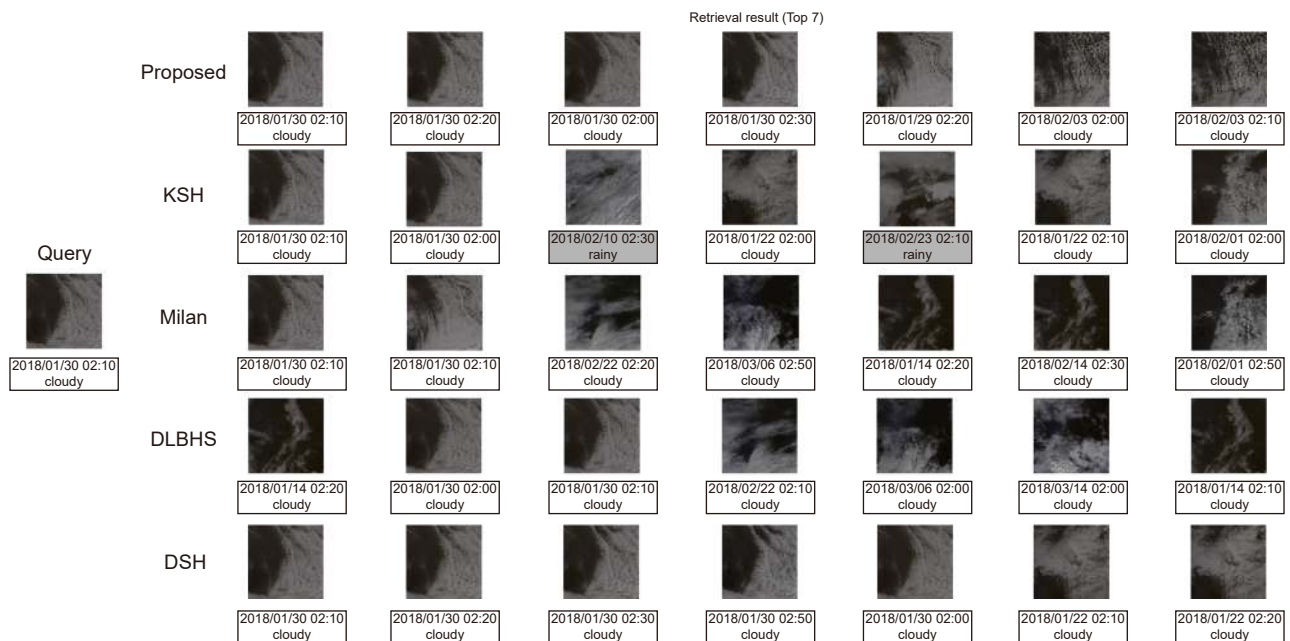 Retrieval result (Top 7)
Proposed
2018/01/30 02:10
cloudy
2018/01/30 02:20
cloudy
2018/01/30 02:00
cloudy
2018/01/30 02:30
cloudy
2018/01/29 02:20
cloudy
2018/02/03 02:00
cloudy
2018/02/03 02:10
cloudy
KSH
2018/01/30 02:10
cloudy
2018/01/30 02:00
cloudy
2018/02/10 02:30
rainy
2018/01/22 02:00
cloudy
2018/02/23 02:10
rainy
2018/01/22 02:10
cloudy
2018/02/01 02:00
cloudy
Query
2018/01/30 02:10
cloudy
Milan
2018/01/30 02:10
cloudy
2018/01/30 02:10
cloudy
2018/02/22 02:20
cloudy
2018/03/06 02:50
cloudy
2018/01/14 02:20
cloudy
2018/02/14 02:30
cloudy
2018/02/01 02:50
cloudy
DLBHS
2018/01/14 02:20
cloudy
2018/01/30 02:00
cloudy
2018/01/30 02:10
cloudy
2018/02/22 02:10
cloudy
2018/03/06 02:00
cloudy
2018/03/14 02:00
cloudy
2018/01/14 02:10
cloudy
DSH
2018/01/30 02:10
cloudy
2018/01/30 02:20
cloudy
2018/01/30 02:30
cloudy
2018/01/30 02:50
cloudy
2018/01/30 02:00
cloudy
2018/01/22 02:10
cloudy
2018/01/22 02:20
cloudy